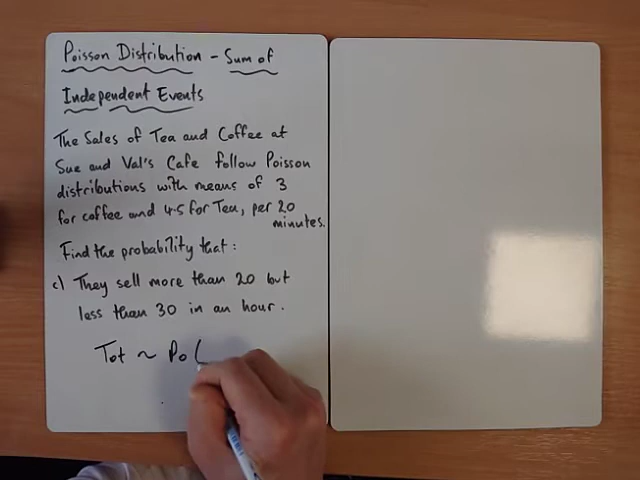 Poisson Distribution - Sum of
Independent Events
The Sales of Tea and Coffee at
Sue and Val's Cafe follow Poisson
distributions with means of 3
for coffee and 4.5 for Tea, per 20
minutes.
Find the probability that:
c) They sell more than 20 but
less than 30 in an hour.
Tot ~ Po (